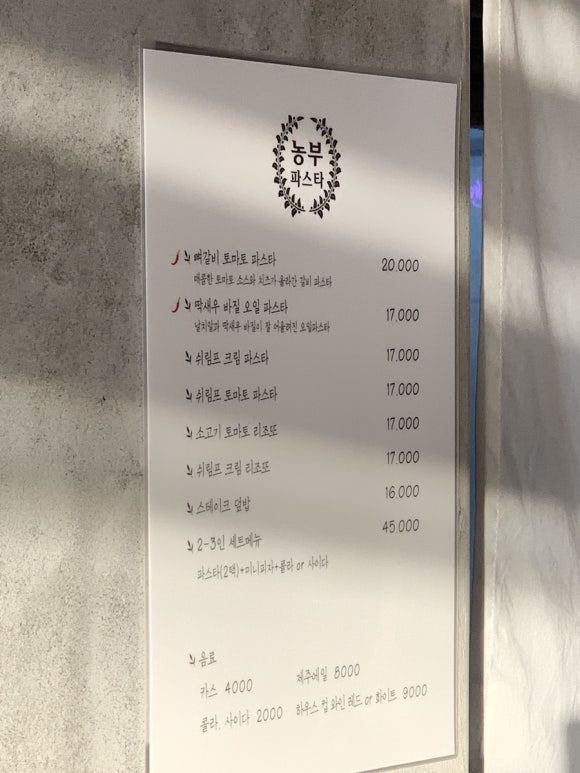 농부
파스타
뼈갈비 토마토 파스타 20.000
매콤한 토마토 소스와 치즈가 올라간 갈비 파스타
딱새우 바질 오일 파스타 17.000
날치알과 딱새우 바질이 잘 어울려진 오일파스타
쉬림프 크림 파스타 17.000
쉬림프 토마토 파스타 17.000
소고기 토마토 리조또 17.000
쉬림프 크림 리조또 17.000
스테이크 덮밥 16.000
2-3인 세트메뉴 45.000
파스타(2택)+미니피자+콜라 or 사이다
음료
카스 4000 제주에일 8000
콜라, 사이다 2000 하우스 컵 와인 레드 or 화이트 9000